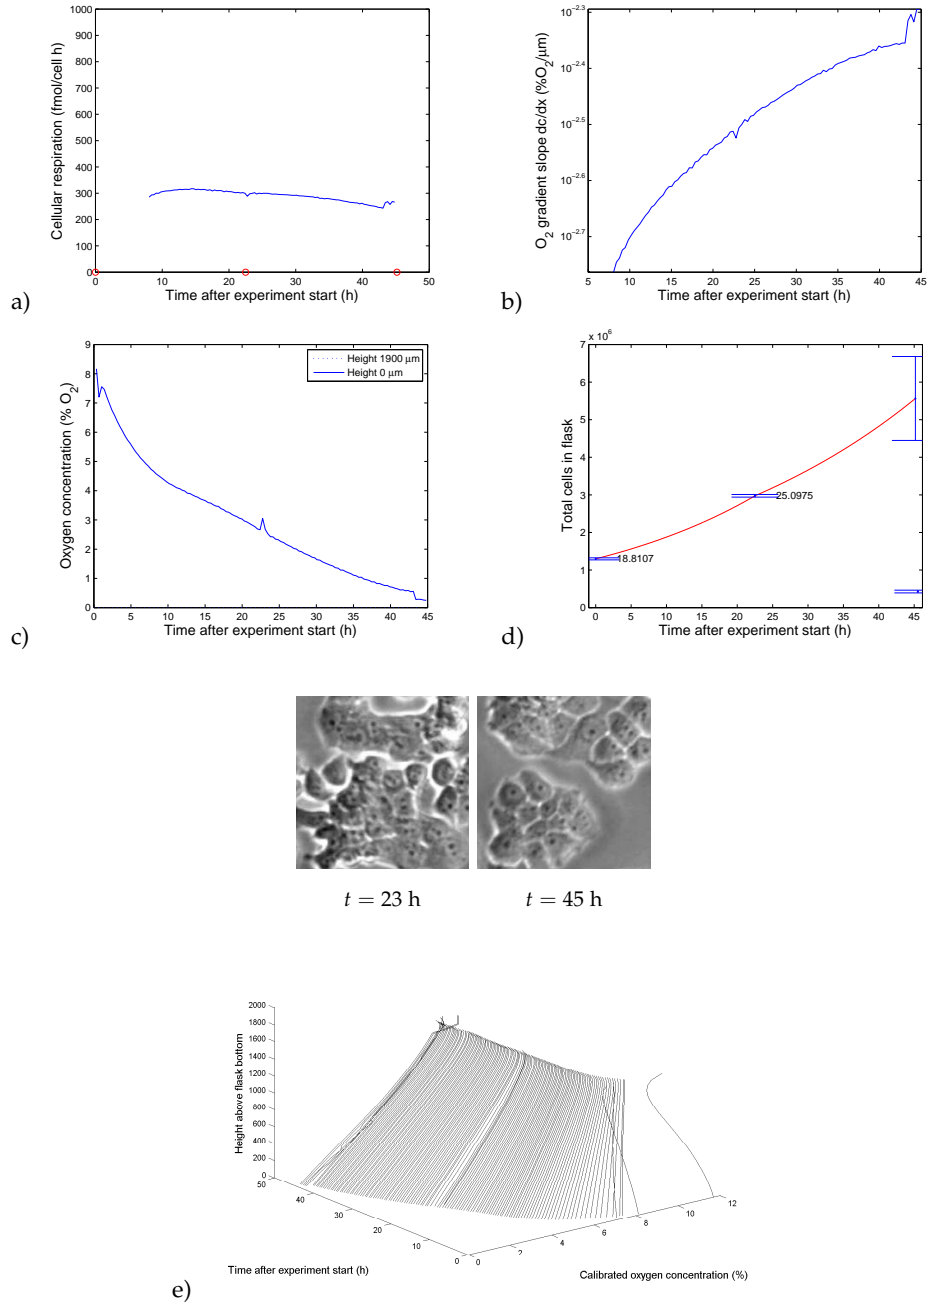 1000
900
800
700
600
500
400
300
200
100
0
0 10 20 30 40 50
Cellular respiration (fmol/cell h)
Time after experiment start (h)
a)
10^−2.3
10^−2.4
10^−2.5
10^−2.6
10^−2.7
5 10 15 20 25 30 35 40 45
O2 gradient slope dc/dx (%O2/μm)
Time after experiment start (h)
b)
9
8
7
6
5
4
3
2
1
0
0 5 10 15 20 25 30 35 40 45
Oxygen concentration (% O2)
Height 1900 μm
Height 0 μm
Time after experiment start (h)
c)
x 10^6
7
6
5
4
3
2
1
0
0 5 10 15 20 25 30 35 40 45
Total cells in flask
25.0975
18.8107
Time after experiment start (h)
d)
t = 23 h
t = 45 h
2000
1800
1600
1400
1200
1000
800
600
400
200
0
Height above flask bottom
50
40
30
20
10
0
Time after experiment start (h)
0
2
4
6
8
10
12
Calibrated oxygen concentration (%)
e)